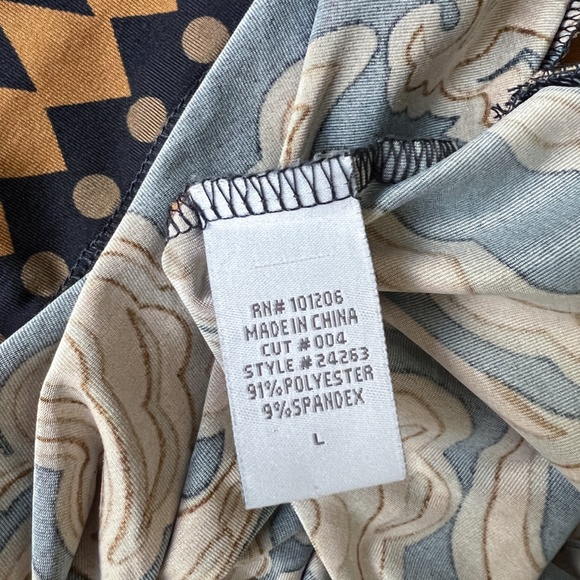 RN# 101206
MADE IN CHINA
CUT #004
STYLE #24263
91%POLYESTER
9%SPANDEX
L